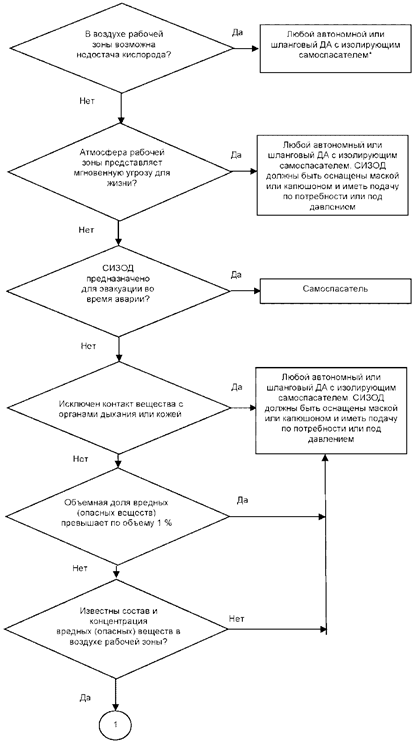 В воздухе рабочей
зоны возможна
недостача кислорода?
Да
Любой автономной или
шланговый ДА с изолирующим
самоспасателем*
Нет
Атмосфера рабочей
зоны представляет
мгновенную угрозу для
жизни?
Да
Любой автономный или
шланговый ДА с изолирующим
самоспасателем. СИЗОД
должны быть оснащены маской
или капюшоном и иметь подачу
по потребности или под
давлением
Нет
СИЗОД
предназначено
для эвакуации во
время аварии?
Да
Самоспасатель
Нет
Исключен контакт вещества с
органами дыхания или кожей
Да
Любой автономный или
шланговый ДА с изолирующим
самоспасателем. СИЗОД
должны быть оснащены маской
или капюшоном и иметь подачу
по потребности или под
давлением
Нет
Объемная доля вредных
(опасных веществ)
превышает по объему 1 %
Да
Нет
Известны состав и
концентрация
вредных (опасных) веществ в
воздухе рабочей зоны?
Нет
Да
1